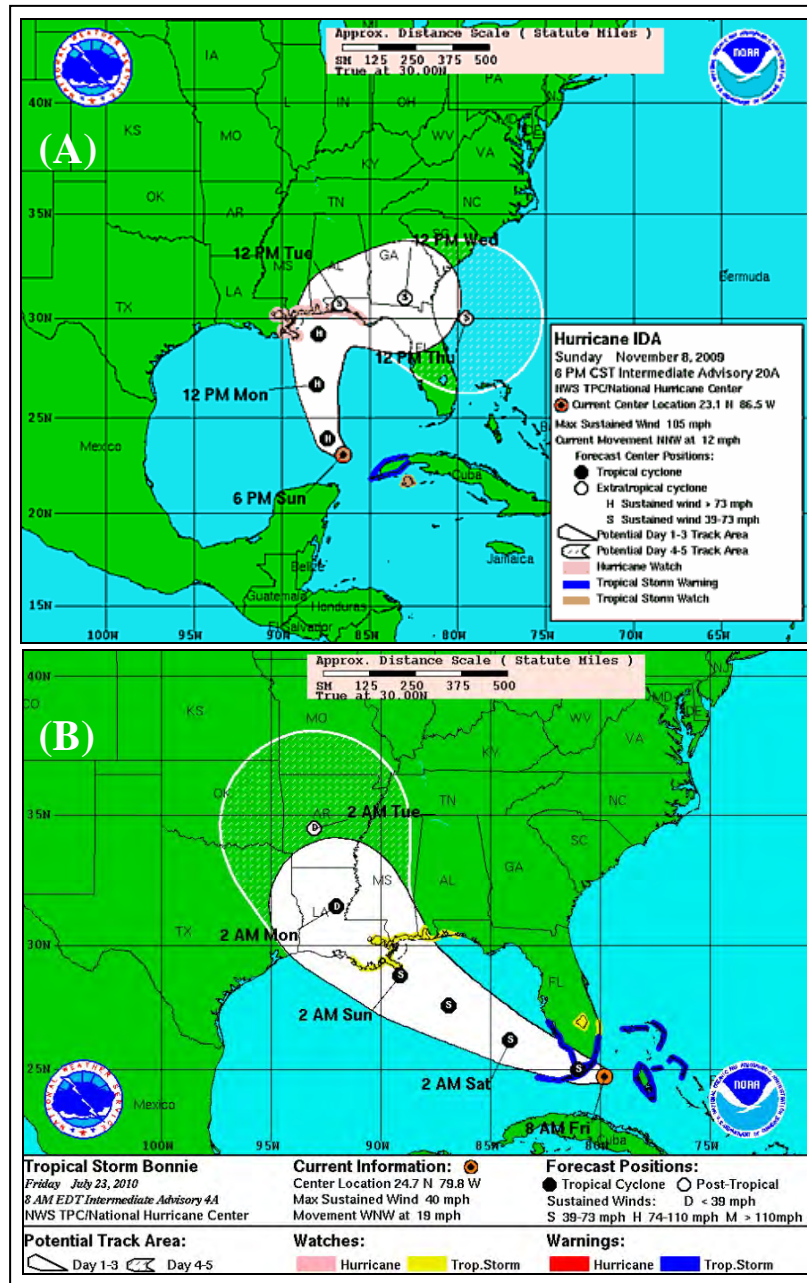 Approx. Distance Scale ( Statute Miles )
SM 125 250 375 500
True at 30.00N
NOAA
(A)
40N
35N
30N
25N
20N
15N
IA
IN
OH
PA
NJ
MD
DE
KS
MO
WV
VA
KY
OK
AR
TN
NC
SC
MS
AL
GA
LA
TX
FL
12 PM Tue
12 PM Wed
12 PM Thu
12 PM Mon
6 PM Sun
S
S
S
H
H
H
Bermuda
Mexico
Cuba
Jamaica
Belize
Guatemala
Honduras
El Salvador
100W 95W 90W 85W 80W 75W 70W 65W
Hurricane IDA
Sunday November 8, 2009
6 PM CST Intermediate Advisory 20A
NWS TPC/National Hurricane Center
Current Center Location 23.1 N 86.5 W
Max Sustained Wind 105 mph
Current Movement NNW at 12 mph
Forecast Center Positions:
Tropical cyclone
Extratropical cyclone
H Sustained wind > 73 mph
S Sustained wind 39-73 mph
Potential Day 1-3 Track Area
Potential Day 4-5 Track Area
Hurricane Watch
Tropical Storm Warning
Tropical Storm Watch
Approx. Distance Scale ( Statute Miles )
SM 125 250 375 500
True at 30.00N
(B)
40N
35N
30N
25N
CO
KS
MO
WV
MD
DE
NJ
VA
KY
OK
AR
TN
NC
SC
MS
AL
GA
LA
TX
FL
2 AM Tue
2 AM Mon
2 AM Sun
2 AM Sat
8 AM Fri
D
D
S
S
S
S
Mexico
Cuba
NOAA
100W 95W 90W 85W 80W 75W
Tropical Storm Bonnie
Friday July 23, 2010
8 AM EDT Intermediate Advisory 4A
NWS TPC/National Hurricane Center
Current Information:
Center Location 24.7 N 79.8 W
Max Sustained Wind 40 mph
Movement WNW at 19 mph
Forecast Positions:
Tropical Cyclone Post-Tropical
Sustained Winds: D < 39 mph
S 39-73 mph H 74-110 mph M > 110mph
Potential Track Area:
Day 1-3 Day 4-5
Watches:
Hurricane Trop.Storm
Warnings:
Hurricane Trop.Storm